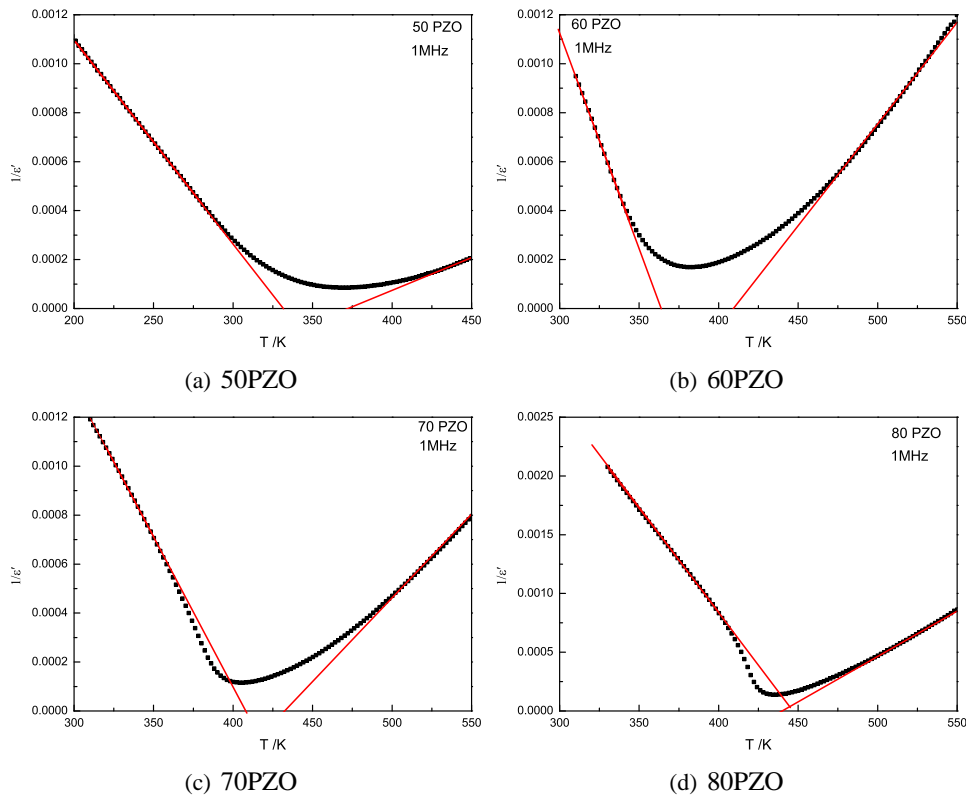 50 PZO
1MHz
0.0012
0.0010
0.0008
0.0006
0.0004
0.0002
0.0000
1/ε'
200 250 300 350 400 450
T /K
(a) 50PZO
60 PZO
1MHz
0.0012
0.0010
0.0008
0.0006
0.0004
0.0002
0.0000
1/ε'
300 350 400 450 500 550
T /K
(b) 60PZO
70 PZO
1MHz
0.0012
0.0010
0.0008
0.0006
0.0004
0.0002
0.0000
1/ε'
300 350 400 450 500 550
T /K
(c) 70PZO
80 PZO
1MHz
0.0025
0.0020
0.0015
0.0010
0.0005
0.0000
1/ε'
300 350 400 450 500 550
T /K
(d) 80PZO